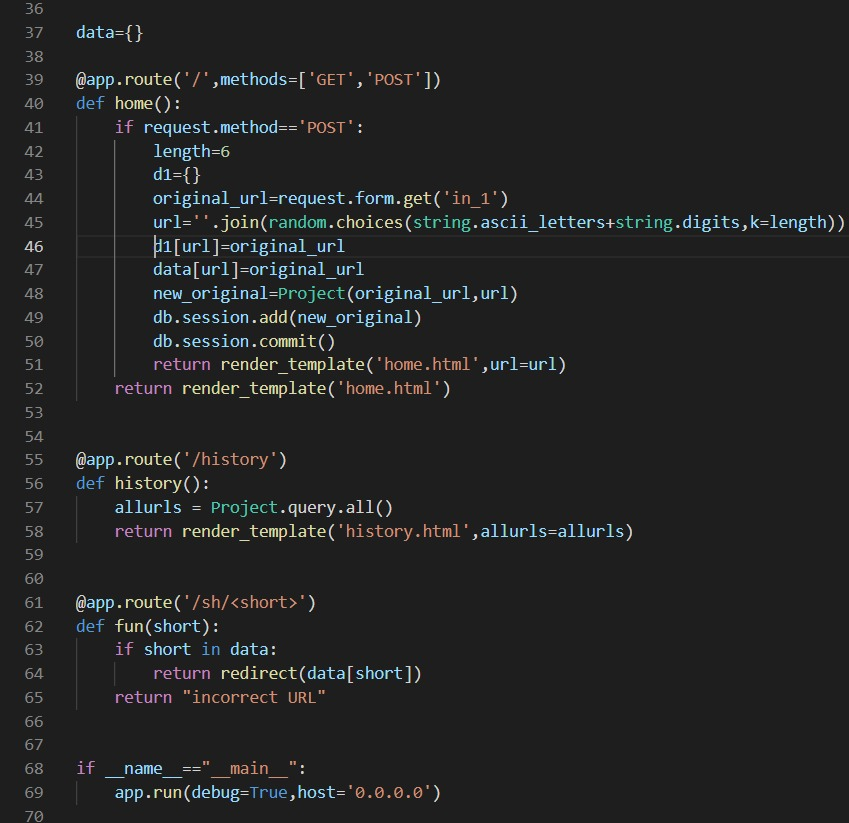 36
37 data={}
38
39 @app.route('/',methods=['GET','POST'])
40 def home():
41     if request.method=='POST':
42         length=6
43         d1={}
44         original_url=request.form.get('in_1')
45         url=''.join(random.choices(string.ascii_letters+string.digits,k=length))
46         d1[url]=original_url
47         data[url]=original_url
48         new_original=Project(original_url,url)
49         db.session.add(new_original)
50         db.session.commit()
51         return render_template('home.html',url=url)
52     return render_template('home.html')
53
54
55 @app.route('/history')
56 def history():
57     allurls = Project.query.all()
58     return render_template('history.html',allurls=allurls)
59
60
61 @app.route('/sh/<short>')
62 def fun(short):
63     if short in data:
64         return redirect(data[short])
65     return "incorrect URL"
66
67
68 if __name__=="__main__":
69     app.run(debug=True,host='0.0.0.0')
70